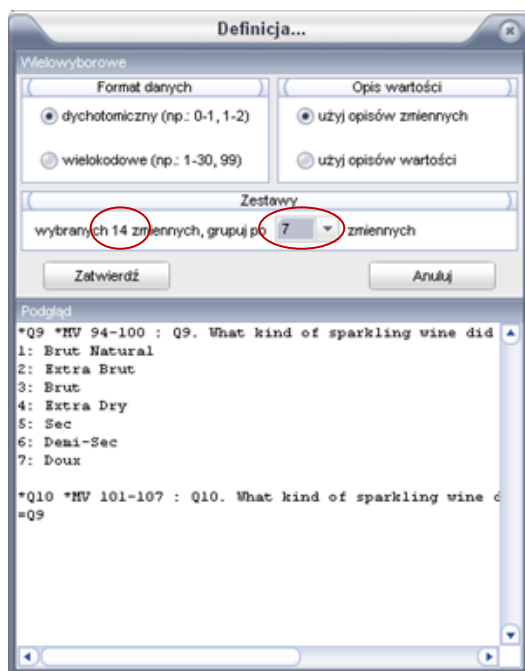 Definicja...
Wielowyborowe
Format danych
Opis wartości
dychotomiczny (np.: 0-1, 1-2)
użyj opisów zmiennych
wielokodowe (np.: 1-30, 99)
użyj opisów wartości
Zestawy
wybranych 14 zmiennych, grupuj po 7 zmiennych
Zatwierdź
Anuluj
Podgląd
*Q9 *MV 94-100 : Q9. What kind of sparkling wine did
1: Brut Natural
2: Extra Brut
3: Brut
4: Extra Dry
5: Sec
6: Demi-Sec
7: Doux
*Q10 *MV 101-107 : Q10. What kind of sparkling wine d
=Q9